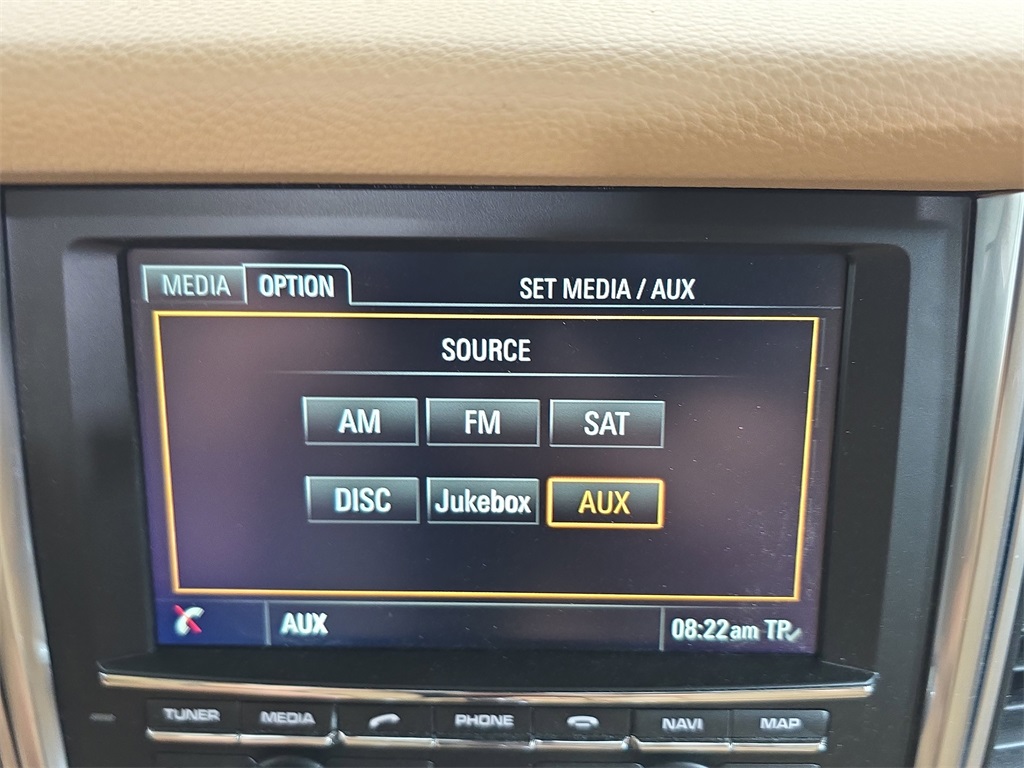 MEDIA OPTION SET MEDIA / AUX
SOURCE
AM FM SAT
DISC Jukebox AUX
AUX 08:22am TP
TUNER MEDIA PHONE NAVI MAP